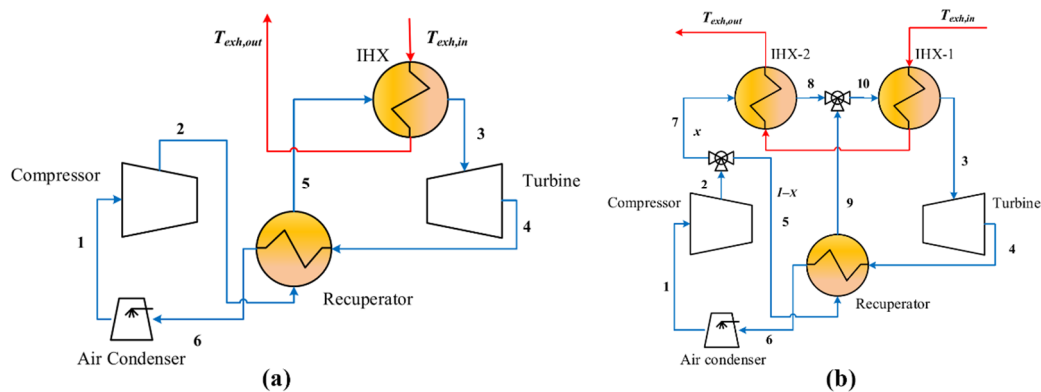 T_exh,out
T_exh,in
IHX
2
3
Compressor
5
Turbine
4
1
Recuperator
6
Air Condenser
(a)
T_exh,out
T_exh,in
IHX-2
IHX-1
8
10
7
x
3
2
1-x
9
Compressor
5
Turbine
4
1
Recuperator
6
Air condenser
(b)